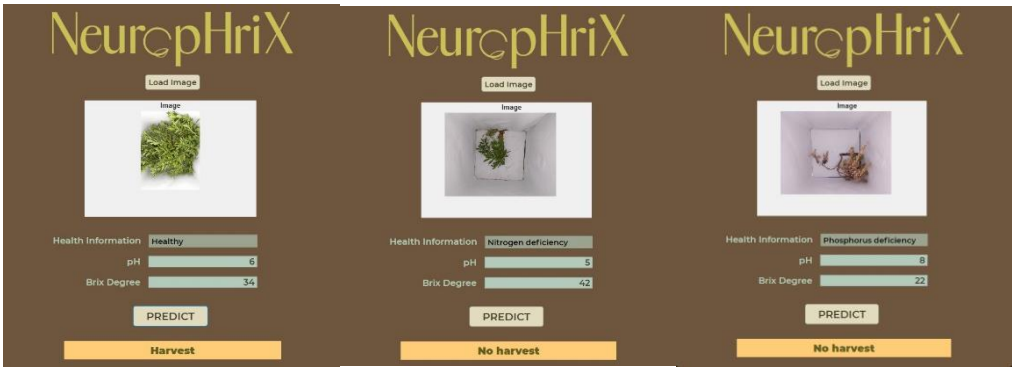 NeuropHriX
Load Image
Image
Health Information Healthy
pH 6
Brix Degree 34
PREDICT
Harvest
NeuropHriX
Load Image
Image
Health Information Nitrogen deficiency
pH 5
Brix Degree 42
PREDICT
No harvest
NeuropHriX
Load Image
Image
Health Information Phosphorus deficiency
pH 8
Brix Degree 22
PREDICT
No harvest